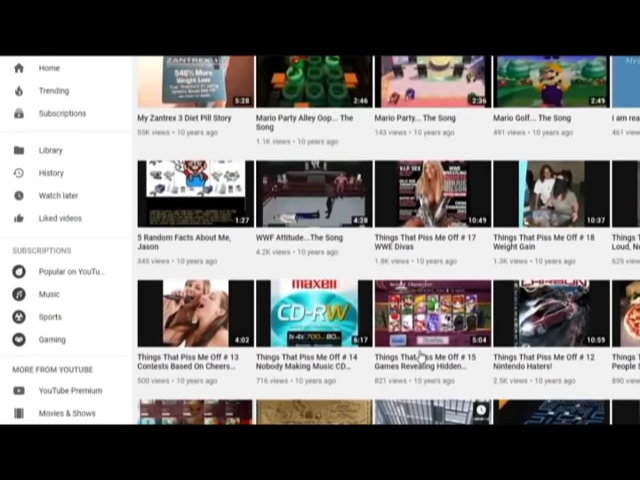 Home
Trending
Subscriptions
Library
History
Watch later
Liked videos
SUBSCRIPTIONS
Popular on YouTu...
Music
Sports
Gaming
MORE FROM YOUTUBE
YouTube Premium
Movies & Shows
ZANTREX
540% More
Weight Loss
5:28
2:46
2:36
2:49
My Zantrex 3 Diet Pill Story
55K views • 10 years ago
Mario Party Alley Oop... The
Song
1.1K views • 10 years ago
Mario Party... The Song
143 views • 10 years ago
Mario Golf... The Song
491 views • 10 years ago
I am rea
461 view
1:27
4:28
10:49
10:37
5 Random Facts About Me,
Jason
345 views • 10 years ago
WWF Attitude...The Song
4.2K views • 10 years ago
Things That Piss Me Off # 17
WWE Divas
1.8K views • 10 years ago
Things That Piss Me Off # 18
Weight Gain
1.3K views • 10 years ago
Things T
Loud, No
625 view
maxell
CD-RW
4:02
6:17
5:04
10:59
Things That Piss Me Off # 13
Contests Based On Cheers...
500 views • 10 years ago
Things That Piss Me Off # 14
Nobody Making Music CD...
716 views • 10 years ago
Things That Piss Me Off # 15
Games Revealing Hidden...
821 views • 10 years ago
CARBON
Things That Piss Me Off # 12
Nintendo Haters!
2.5K views • 10 years ago
Things T
People S
890 view